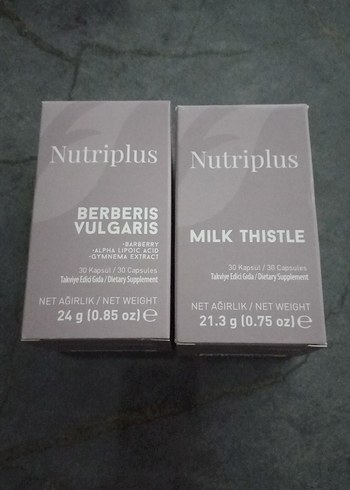 Nutriplus
BERBERIS
VULGARIS
•BARBERRY
•ALPHA LIPOIC ACID
•GYMNEMA EXTRACT
30 Kapsül / 30 Capsules
Takviye Edici Gıda / Dietary Supplement
NET AĞIRLIK / NET WEIGHT
24 g (0.85 oz) ℮
Nutriplus
MILK THISTLE
30 Kapsül / 30 Capsules
Takviye Edici Gıda / Dietary Supplement
NET AĞIRLIK / NET WEIGHT
21.3 g (0.75 oz) ℮